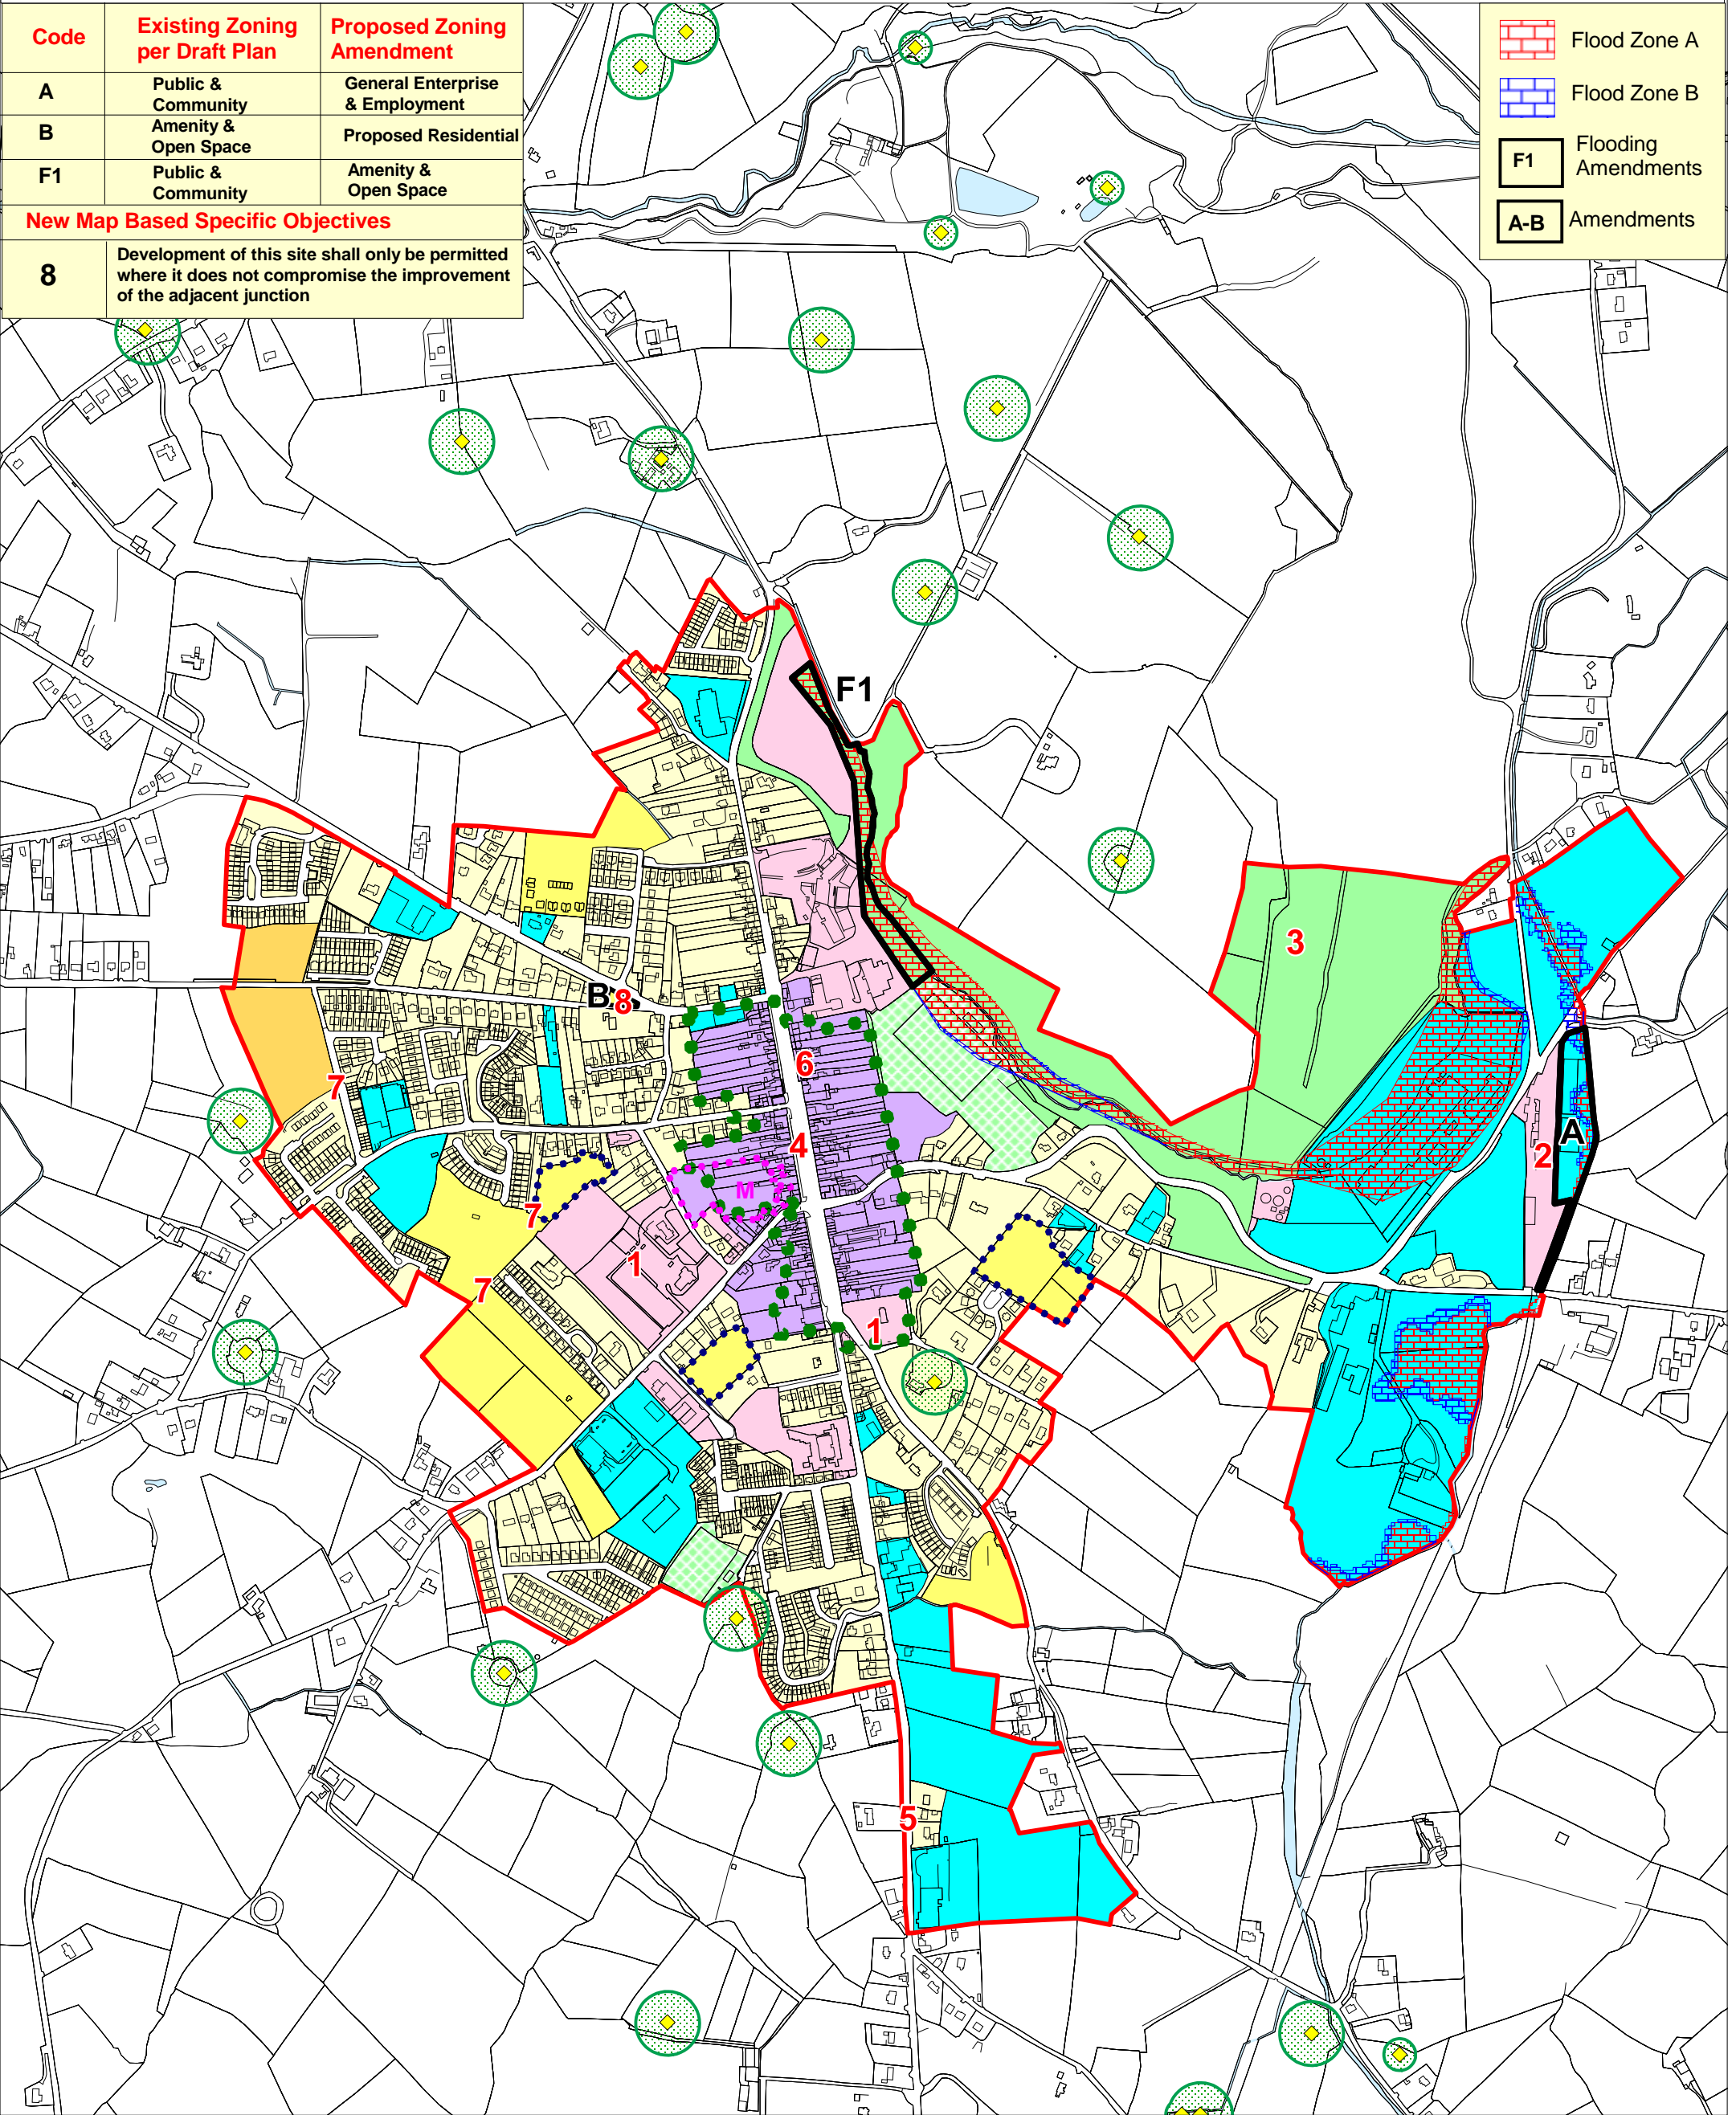 Code
Existing Zoning
per Draft Plan
Proposed Zoning
Amendment
A
Public &
Community
General Enterprise
& Employment
B
Amenity &
Open Space
Proposed Residential
F1
Public &
Community
Amenity &
Open Space
New Map Based Specific Objectives
8
Development of this site shall only be permitted
where it does not compromise the improvement
of the adjacent junction
Flood Zone A
Flood Zone B
F1
Flooding
Amendments
A-B
Amendments
F1
3
B
8
6
7
4
A
2
M
7
1
7
1
5